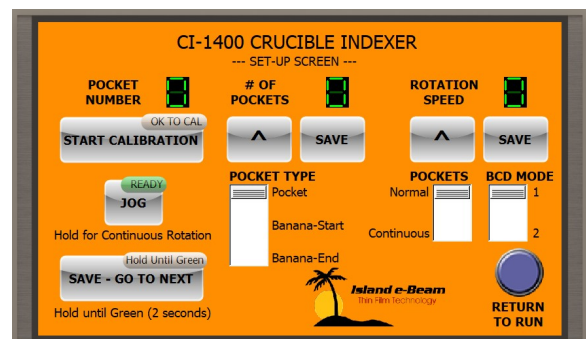 CI-1400 CRUCIBLE INDEXER
--- SET-UP SCREEN ---
POCKET
NUMBER
# OF
POCKETS
ROTATION
SPEED
OK TO CAL
START CALIBRATION
^
SAVE
^
SAVE
READY
JOG
Hold for Continuous Rotation
POCKET TYPE
Pocket
Banana-Start
Banana-End
POCKETS
Normal
Continuous
BCD MODE
1
2
Hold Until Green
SAVE - GO TO NEXT
Hold until Green (2 seconds)
Island e-Beam
Thin Film Technology
RETURN
TO RUN